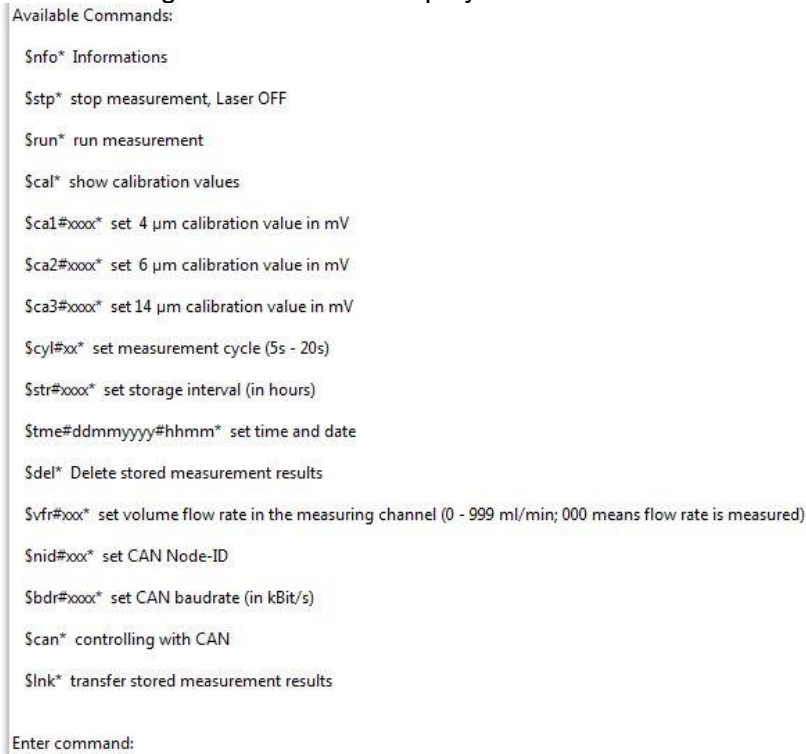 Available Commands:
$nfo* Informations
$stp* stop measurement, Laser OFF
$run* run measurement
$cal* show calibration values
$ca1#xxxx* set 4 µm calibration value in mV
$ca2#xxxx* set 6 µm calibration value in mV
$ca3#xxxx* set 14 µm calibration value in mV
$cyl#xx* set measurement cycle (5s - 20s)
$str#xxxx* set storage interval (in hours)
$tme#ddmmyyyy#hhmm* set time and date
$del* Delete stored measurement results
$vfr#xxx* set volume flow rate in the measuring channel (0 - 999 ml/min; 000 means flow rate is measured)
$nid#xxx* set CAN Node-ID
$bdr#xxxx* set CAN baudrate (in kBit/s)
$can* controlling with CAN
$lnk* transfer stored measurement results
Enter command: